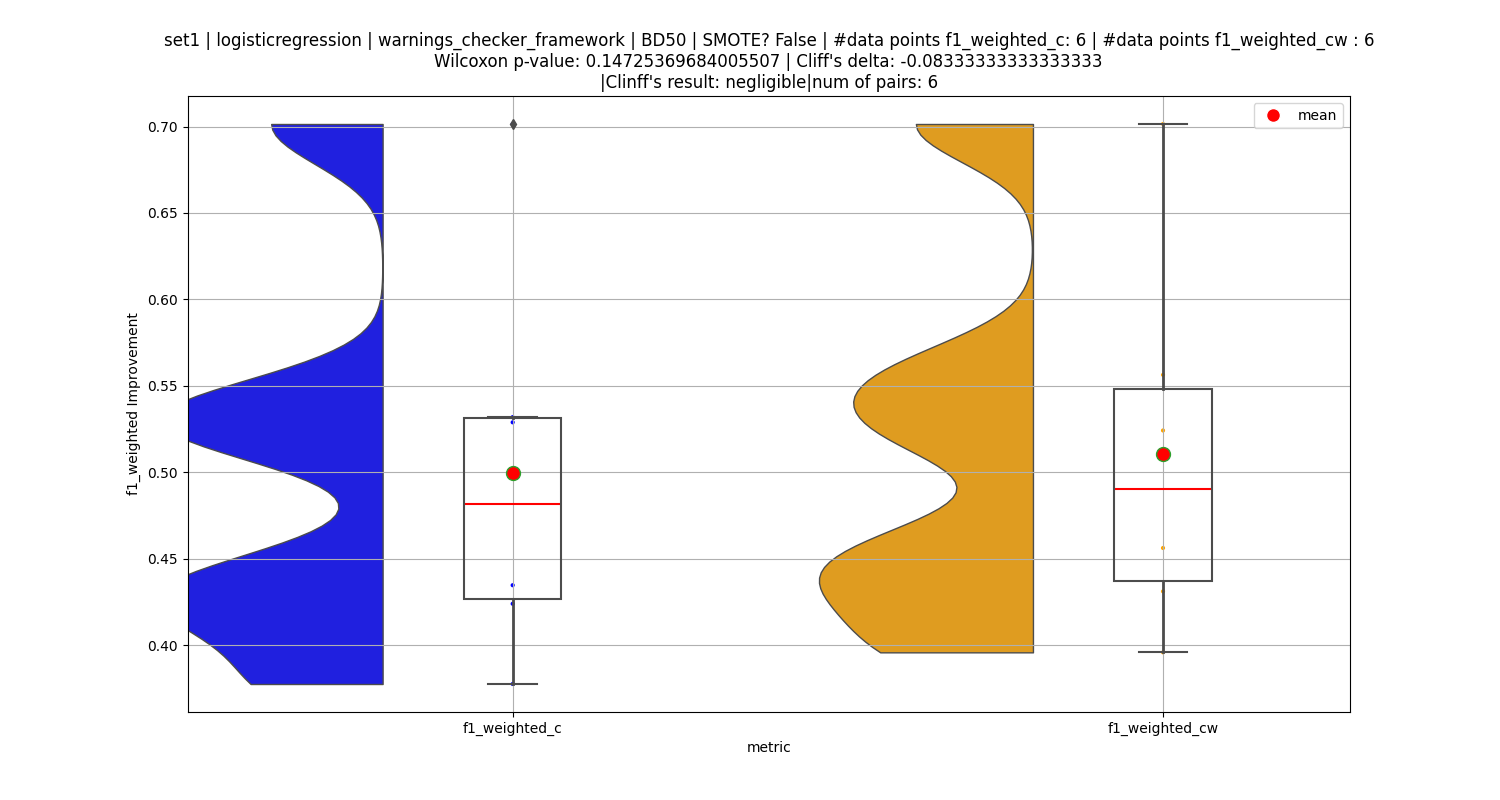 set1 | logisticregression | warnings_checker_framework | BD50 | SMOTE? False | #data points f1_weighted_c: 6 | #data points f1_weighted_cw : 6
Wilcoxon p-value: 0.14725369684005507 | Cliff's delta: -0.08333333333333333
|Clinff's result: negligible|num of pairs: 6
mean
0.70
0.65
0.60
0.55
0.50
0.45
0.40
f1_weighted Improvement
f1_weighted_c
f1_weighted_cw
metric